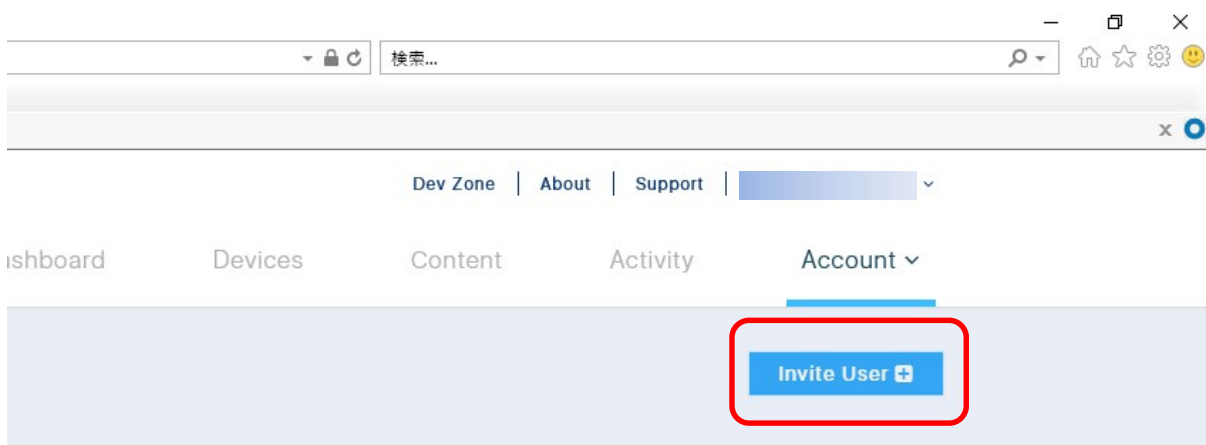 検索...
x
Dev Zone | About | Support |
shboard Devices Content Activity Account
Invite User